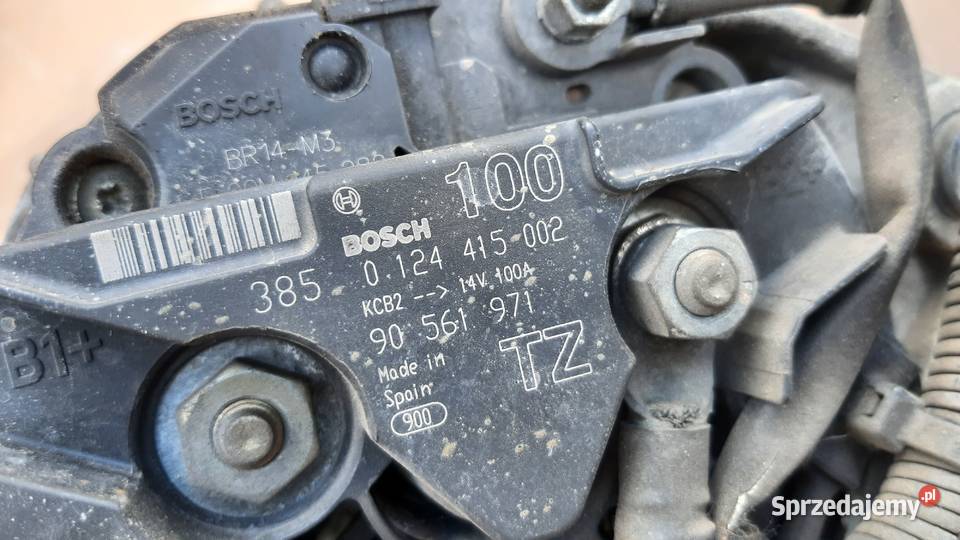 BOSCH
BR14-M3
100
BOSCH
385 0 124 415 002
KCB2 --> 14V 100A
90 561 971
TZ
Made in
Spain
900
B1+
Sprzedajemy.pl